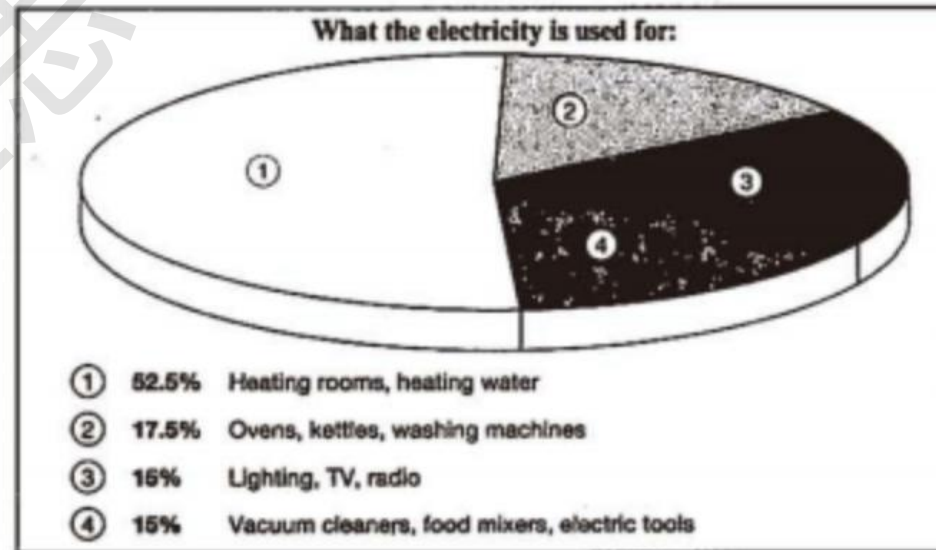 What the electricity is used for:
①
②
③
④
① 52.5% Heating rooms, heating water
② 17.5% Ovens, kettles, washing machines
③ 15% Lighting, TV, radio
④ 15% Vacuum cleaners, food mixers, electric tools